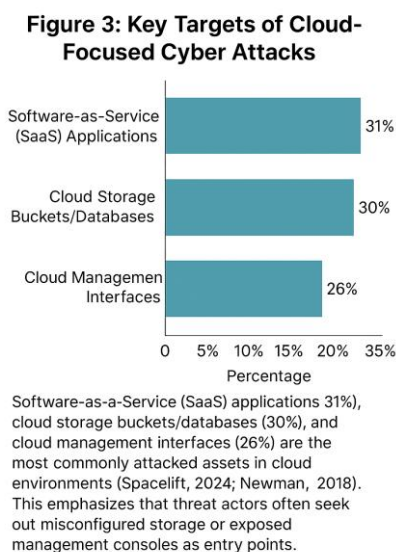 Figure 3: Key Targets of Cloud-
Focused Cyber Attacks
Software-as-Service
(SaaS) Applications
31%
Cloud Storage
Buckets/Databases
30%
Cloud Managemen
Interfaces
26%
0 5% 10% 15% 20% 35%
Percentage
Software-as-a-Service (SaaS) applications 31%),
cloud storage buckets/databases (30%), and
cloud management interfaces (26%) are the
most commonly attacked assets in cloud
environments (Spacelift, 2024; Newman, 2018).
This emphasizes that threat actors often seek
out misconfigured storage or exposed
management consoles as entry points.